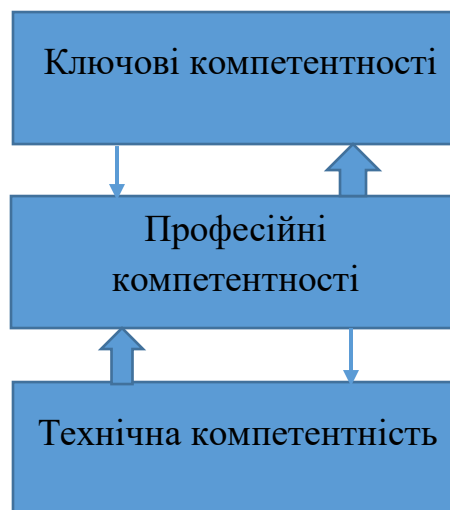 Ключові компетентності
Професійні
компетентності
Технічна компетентність